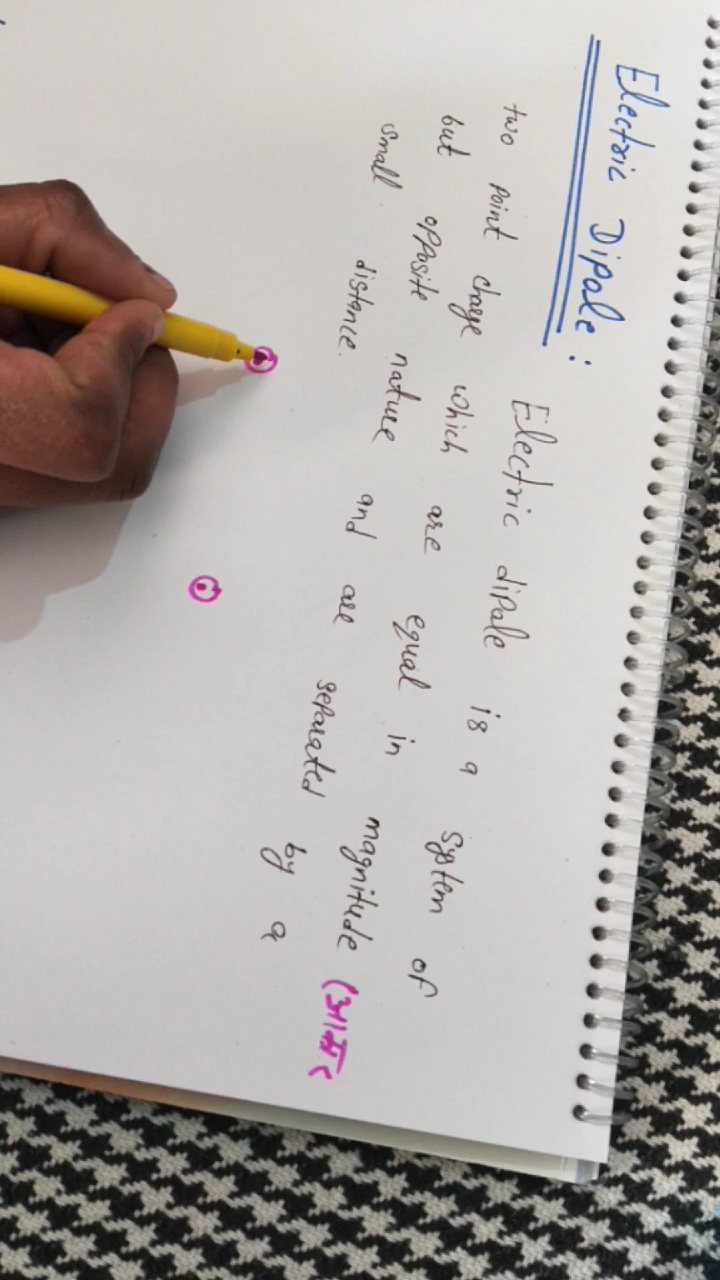 Electric Dipole :
Electric dipole is a system of
two point charge which are equal in magnitude (आवेश
but opposite nature and are separated by a
small distance.